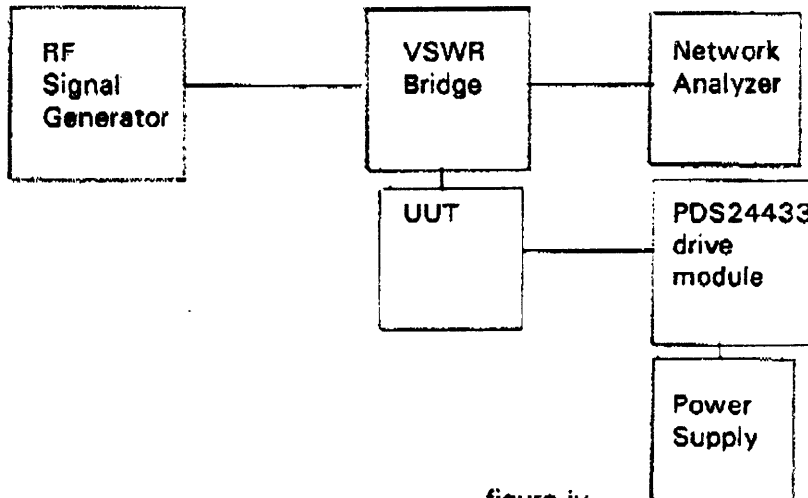 RF
Signal
Generator
VSWR
Bridge
Network
Analyzer
UUT
PDS24433
drive
module
Power
Supply
figure iv